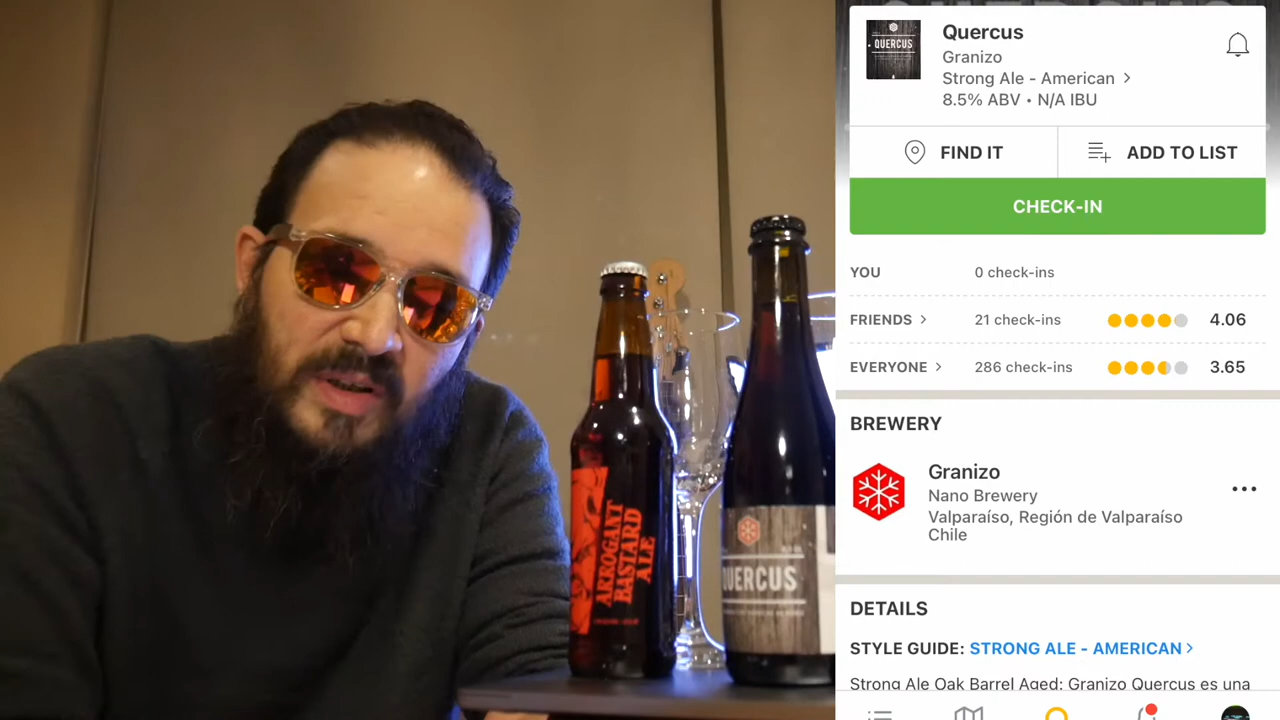 ARROGANT
BASTARD
ALE
QUERCUS
QUERCUS
Quercus
Granizo
Strong Ale - American >
8.5% ABV • N/A IBU
FIND IT
ADD TO LIST
CHECK-IN
YOU 0 check-ins
FRIENDS > 21 check-ins 4.06
EVERYONE > 286 check-ins 3.65
BREWERY
Granizo
Nano Brewery
Valparaíso, Región de Valparaíso
Chile
DETAILS
STYLE GUIDE: STRONG ALE - AMERICAN >
Strong Ale Oak Barrel Aged: Granizo Quercus es una